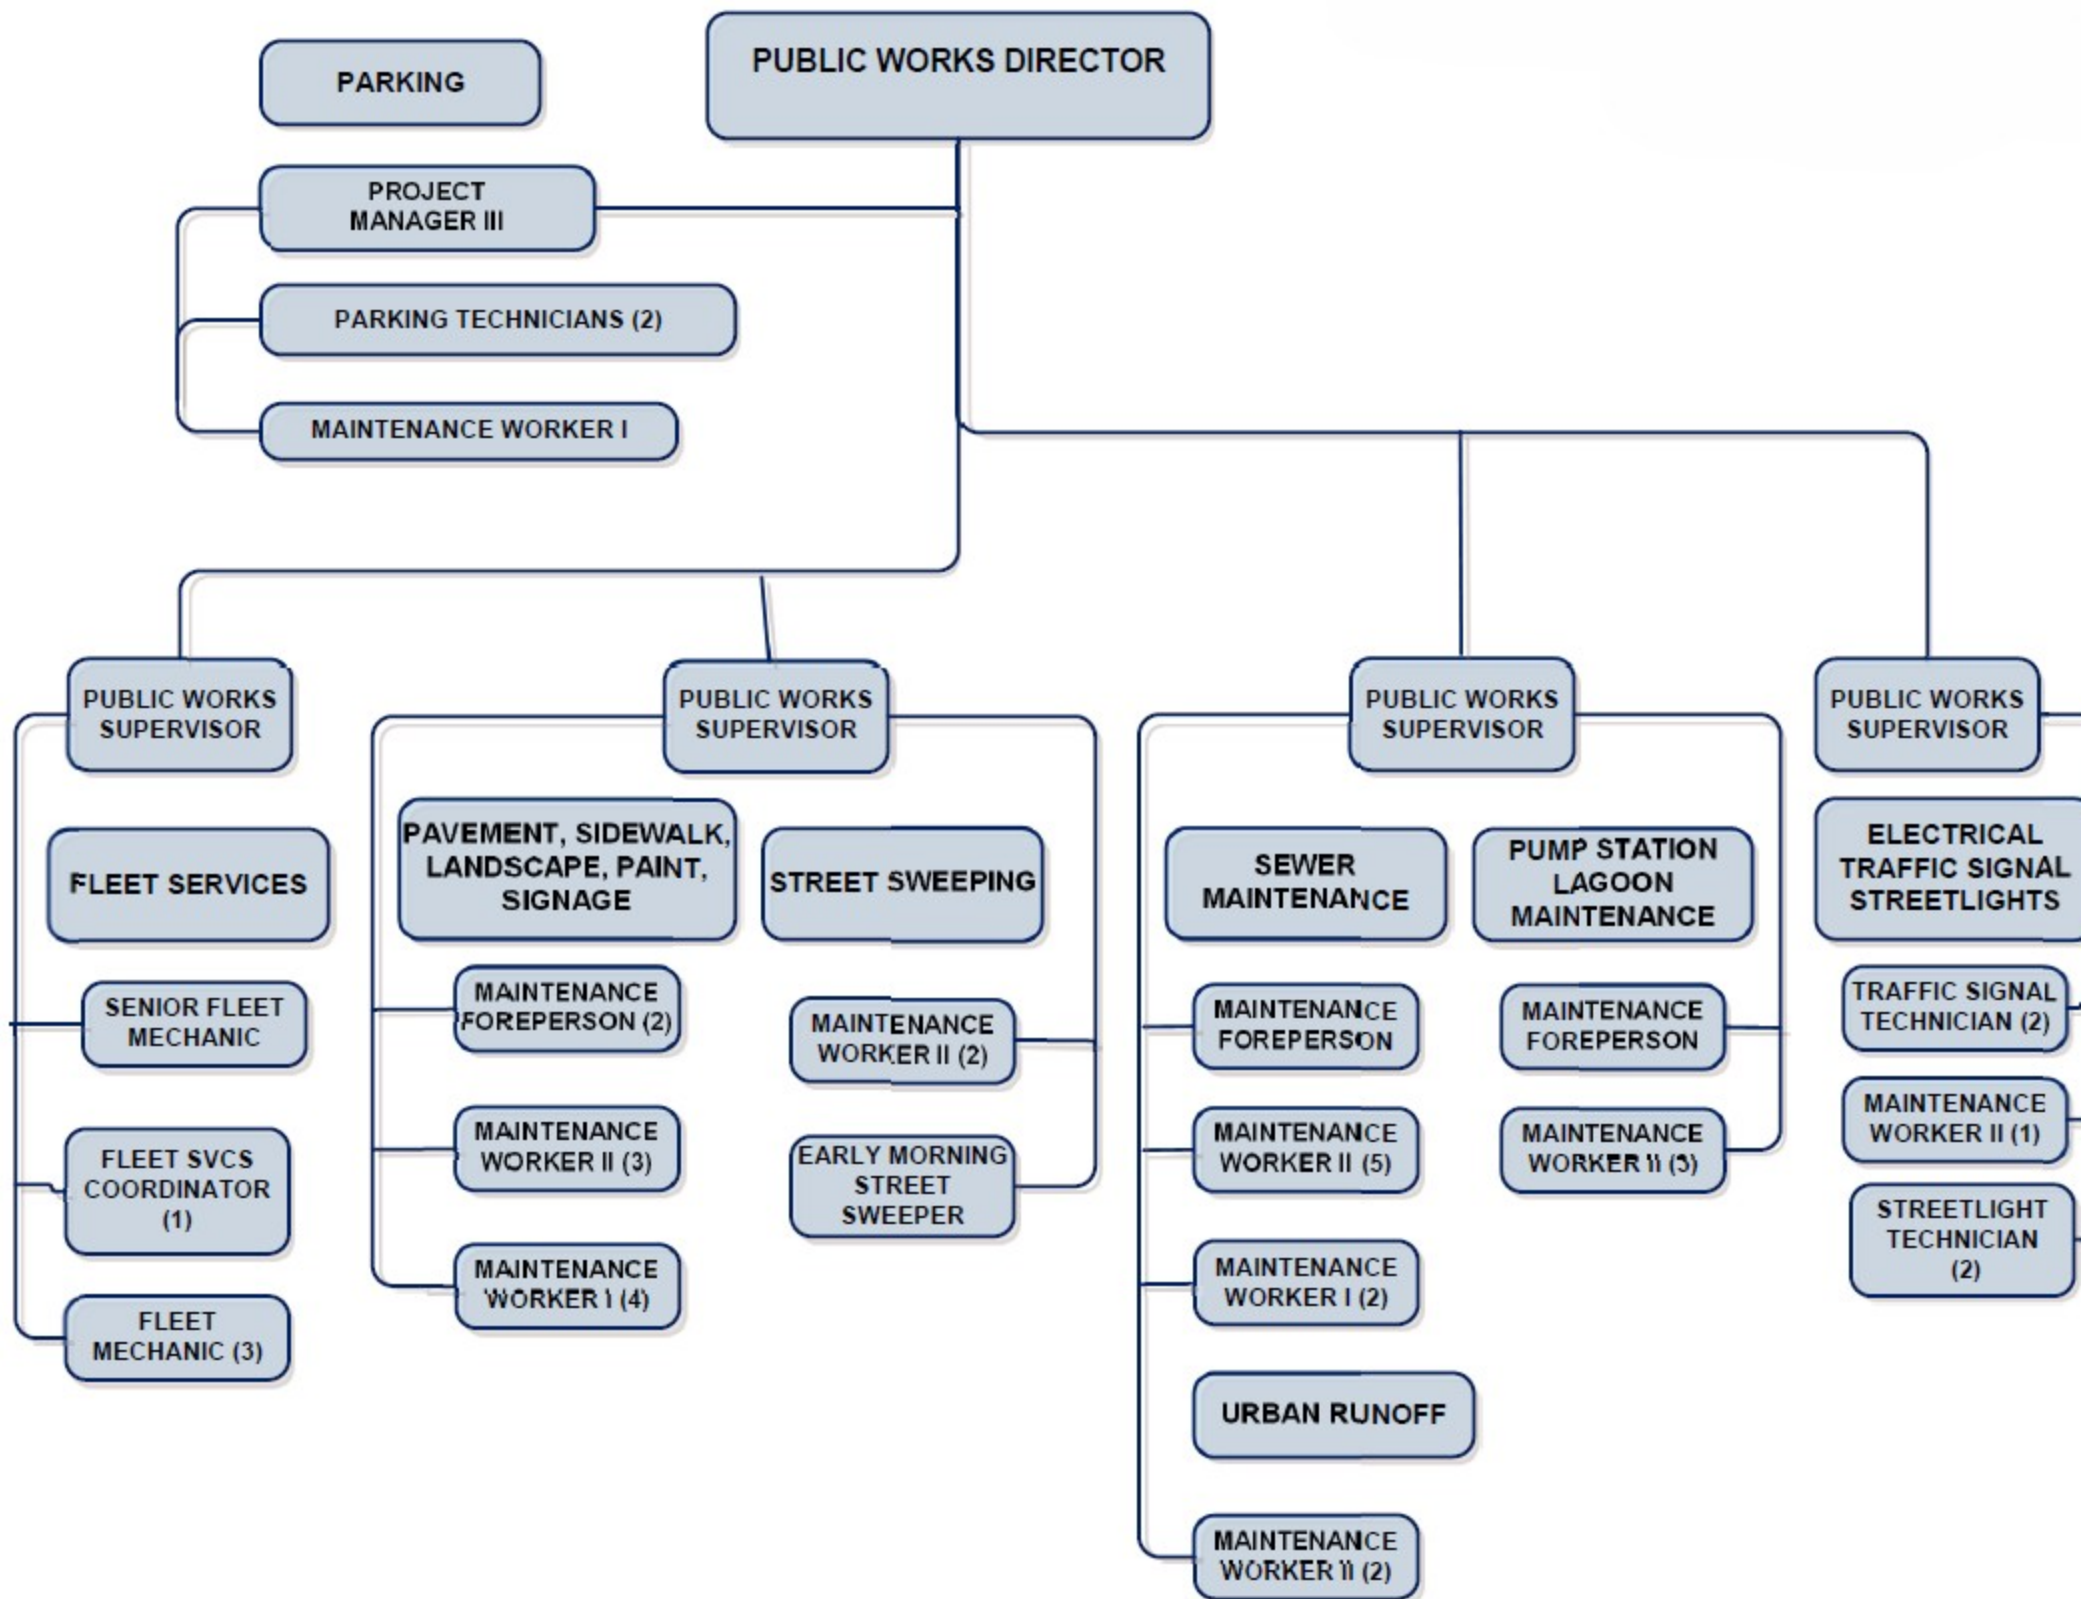 PARKING
PUBLIC WORKS DIRECTOR
PROJECT
MANAGER III
PARKING TECHNICIANS (2)
MAINTENANCE WORKER I
PUBLIC WORKS
SUPERVISOR
FLEET SERVICES
SENIOR FLEET
MECHANIC
FLEET SVCS
COORDINATOR
(1)
FLEET
MECHANIC (3)
PUBLIC WORKS
SUPERVISOR
PAVEMENT, SIDEWALK,
LANDSCAPE, PAINT,
SIGNAGE
MAINTENANCE
FOREPERSON (2)
MAINTENANCE
WORKER II (3)
MAINTENANCE
WORKER I (4)
STREET SWEEPING
MAINTENANCE
WORKER II (2)
EARLY MORNING
STREET
SWEEPER
PUBLIC WORKS
SUPERVISOR
SEWER
MAINTENANCE
MAINTENANCE
FOREPERSON
MAINTENANCE
WORKER II (5)
MAINTENANCE
WORKER I (2)
URBAN RUNOFF
MAINTENANCE
WORKER II (2)
PUMP STATION
LAGOON
MAINTENANCE
MAINTENANCE
FOREPERSON
MAINTENANCE
WORKER II
PUBLIC WORKS
SUPERVISOR
ELECTRICAL
TRAFFIC SIGNAL
STREETLIGHTS
TRAFFIC SIGNAL
TECHNICIAN (2)
MAINTENANCE
WORKER II (1)
STREETLIGHT
TECHNICIAN
(2)